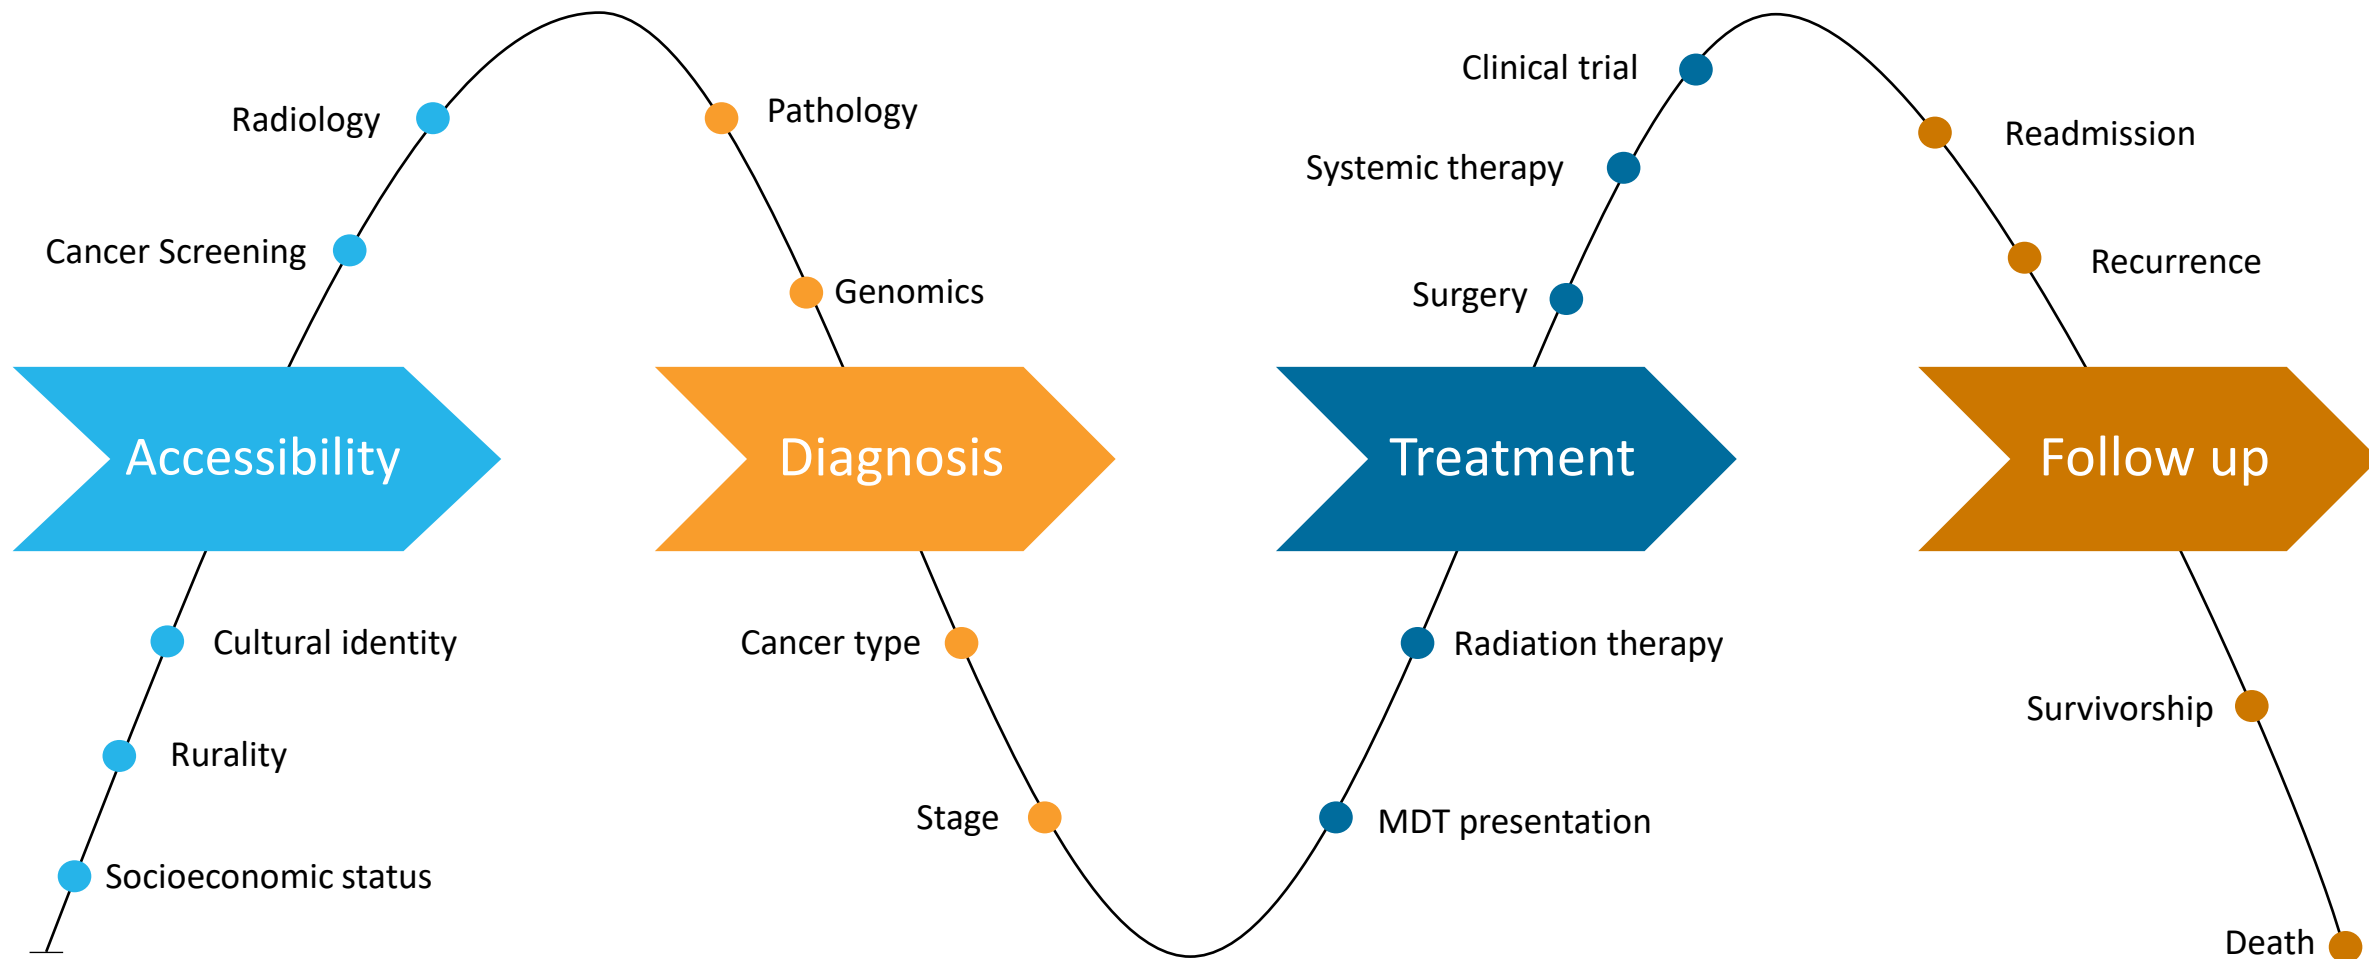 Clinical trial
Radiology
Pathology
Readmission
Systemic therapy
Cancer Screening
Recurrence
Genomics
Surgery
Accessibility
Diagnosis
Treatment
Follow up
Cultural identity
Cancer type
Radiation therapy
Survivorship
Rurality
Stage
MDT presentation
Socioeconomic status
Death